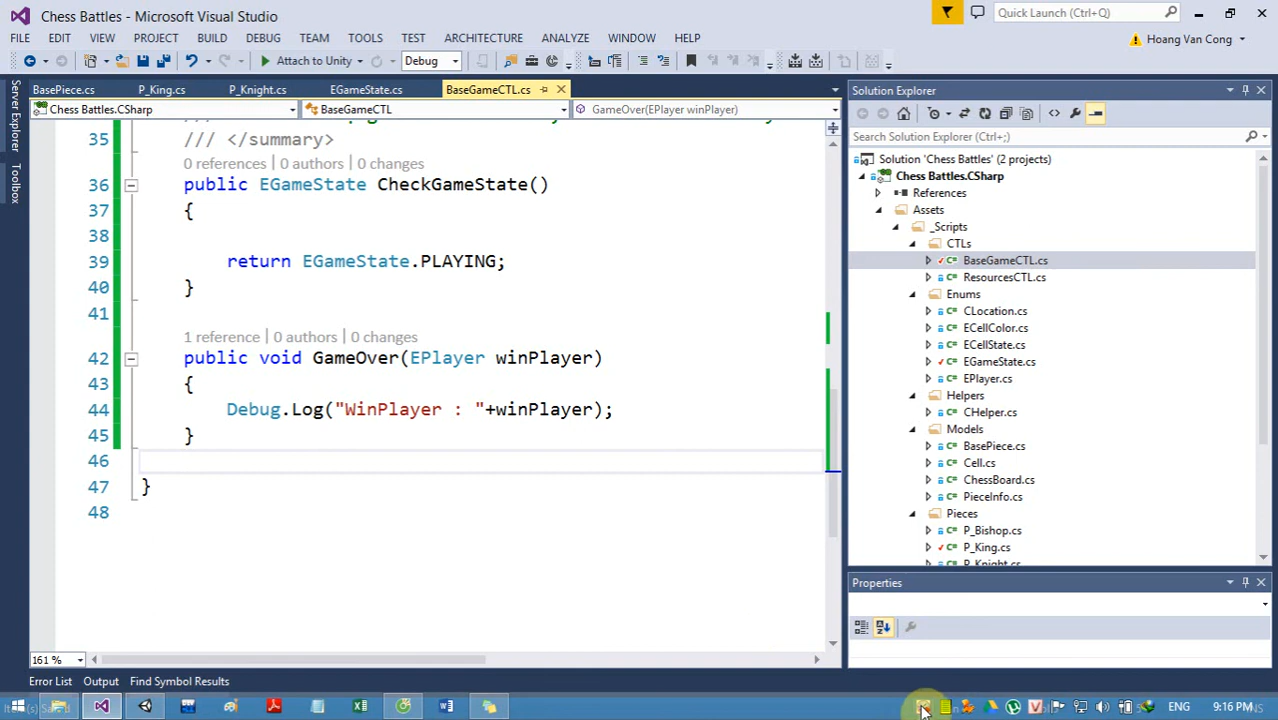 Chess Battles - Microsoft Visual Studio
Quick Launch (Ctrl+Q)
FILE EDIT VIEW PROJECT BUILD DEBUG TEAM TOOLS TEST ARCHITECTURE ANALYZE WINDOW HELP
Hoang Van Cong
Attach to Unity Debug
Server Explorer
Toolbox
BasePiece.cs P_King.cs P_Knight.cs EGameState.cs BaseGameCTL.cs
Chess Battles.CSharp BaseGameCTL GameOver(EPlayer winPlayer)
35 /// </summary>
0 references | 0 authors | 0 changes
36 public EGameState CheckGameState()
37 {
38
39 return EGameState.PLAYING;
40 }
41
1 reference | 0 authors | 0 changes
42 public void GameOver(EPlayer winPlayer)
43 {
44 Debug.Log("WinPlayer : "+winPlayer);
45 }
46
47 }
48
161 %
Solution Explorer
Search Solution Explorer (Ctrl+;)
Solution 'Chess Battles' (2 projects)
Chess Battles.CSharp
References
Assets
_Scripts
CTLs
BaseGameCTL.cs
ResourcesCTL.cs
Enums
CLocation.cs
ECellColor.cs
ECellState.cs
EGameState.cs
EPlayer.cs
Helpers
CHelper.cs
Models
BasePiece.cs
Cell.cs
ChessBoard.cs
PieceInfo.cs
Pieces
P_Bishop.cs
P_King.cs
P_Knight.cs
Properties
Error List Output Find Symbol Results
ENG 9:16 PM